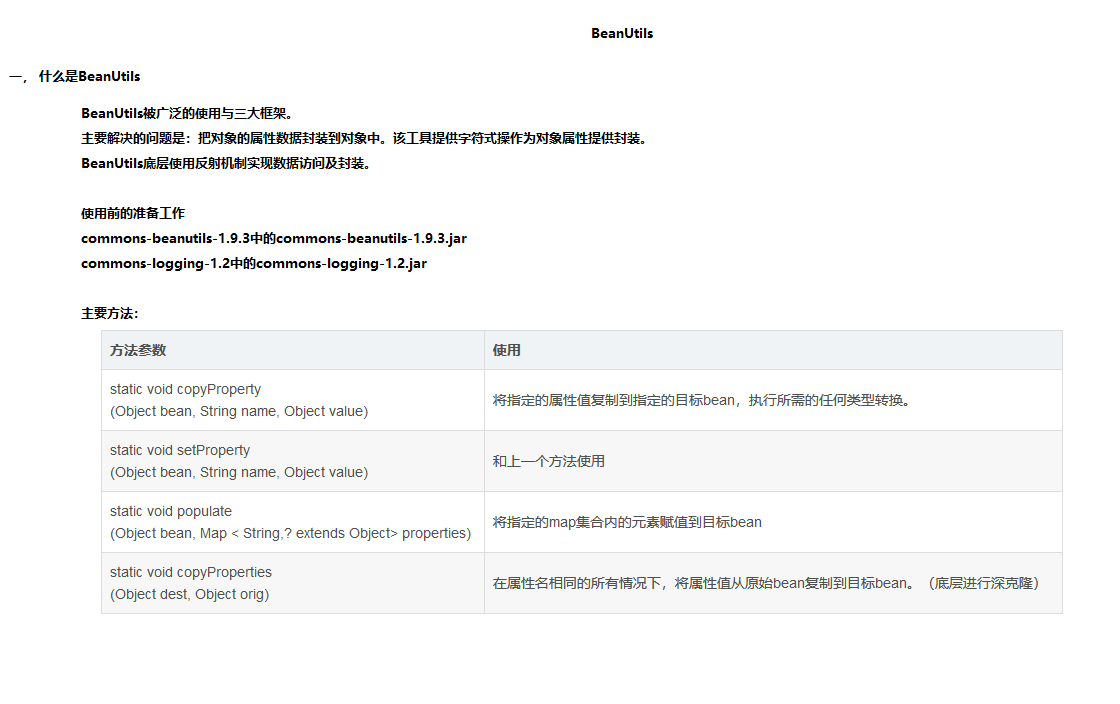 BeanUtils
一， 什么是BeanUtils
BeanUtils被广泛的使用与三大框架。
主要解决的问题是：把对象的属性数据封装到对象中。该工具提供字符式操作为对象属性提供封装。
BeanUtils底层使用反射机制实现数据访问及封装。
使用前的准备工作
commons-beanutils-1.9.3中的commons-beanutils-1.9.3.jar
commons-logging-1.2中的commons-logging-1.2.jar
主要方法：
方法参数 使用
static void copyProperty
(Object bean, String name, Object value)
将指定的属性值复制到指定的目标bean，执行所需的任何类型转换。
static void setProperty
(Object bean, String name, Object value)
和上一个方法使用
static void populate
(Object bean, Map < String,? extends Object> properties)
将指定的map集合内的元素赋值到目标bean
static void copyProperties
(Object dest, Object orig)
在属性名相同的所有情况下，将属性值从原始bean复制到目标bean。（底层进行深克隆）